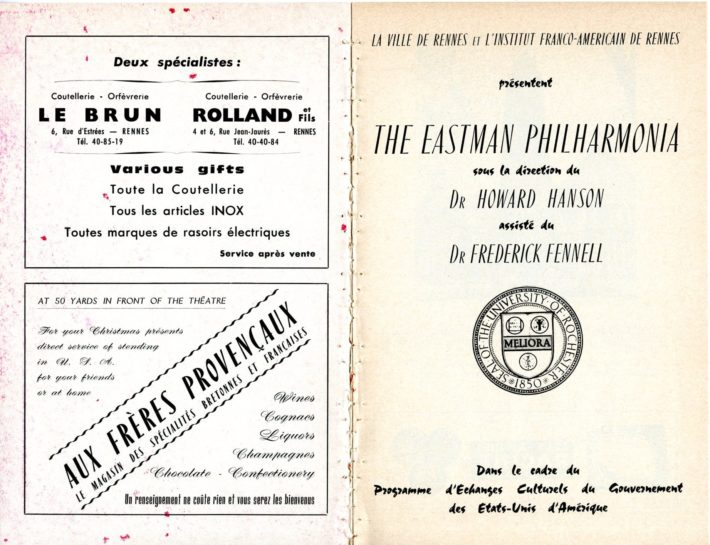 Deux spécialistes :
Coutellerie - Orfèvrerie
LE BRUN
6, Rue d'Estrées — RENNES
Tél. 40-85-19
Coutellerie - Orfèvrerie
ROLLAND et Fils
4 et 6, Rue Jean-Jaurès — RENNES
Tél. 40-40-84
Various gifts
Toute la Coutellerie
Tous les articles INOX
Toutes marques de rasoirs électriques
Service après vente
AT 50 YARDS IN FRONT OF THE THÉATRE
For your Christmas présents
direct service of stending
in U. S. A.
for your friends
or at home
AUX FRÈRES PROVENÇAUX
LE MAGASIN DES SPÉCIALITÉS BRETONNES ET FRANÇAISES
Wines
Cognacs
Liquors
Champagnes
Chocolate - Confectionery
Un renseignement ne coûte rien et vous serez les bienvenus
LA VILLE DE RENNES ET L'INSTITUT FRANCO-AMERICAIN DE RENNES
présentent
THE EASTMAN PHILHARMONIA
sous la direction du
DR HOWARD HANSON
assisté du
DR FREDERICK FENNELL
SEAL OF THE UNIVERSITY OF ROCHESTER
MELIORA
1850
Dans le cadre du
Programme d'Echanges Culturels du Gouvernement
des Etats-Unis d'Amérique